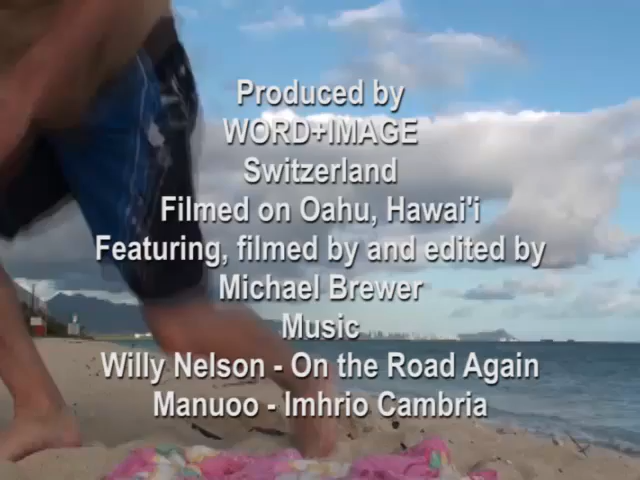 Produced by
WORD+IMAGE
Switzerland
Filmed on Oahu, Hawai'i
Featuring, filmed by and edited by
Michael Brewer
Music
Willy Nelson - On the Road Again
Manuoo - Imhrio Cambria